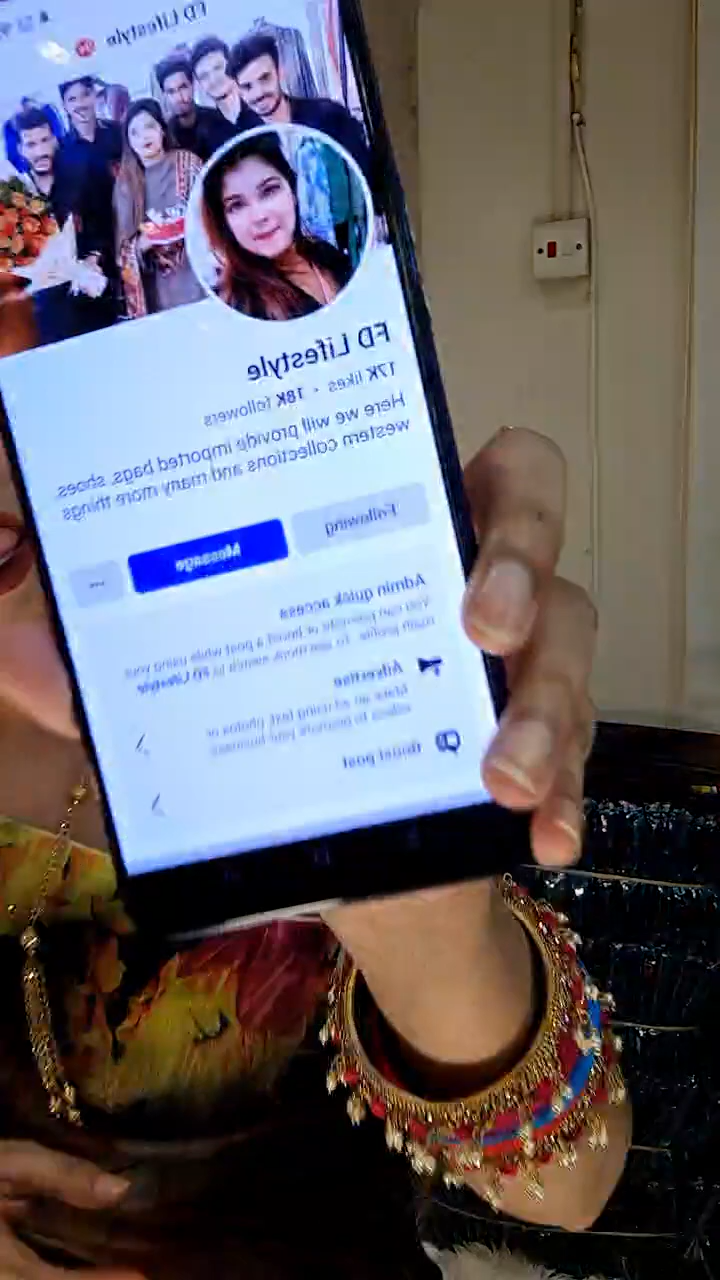 FD Lifestyle
FD Lifestyle
17K likes • 18K followers
Here we will provide imported bags, shoes,
western collections and many more things
Following
Message
...
Admin quick access
You can promote or boost a post while using your
main profile. To see more, switch to FD Lifestyle
Advertise
Make an ad using text, photos or
videos to promote your business
Boost post